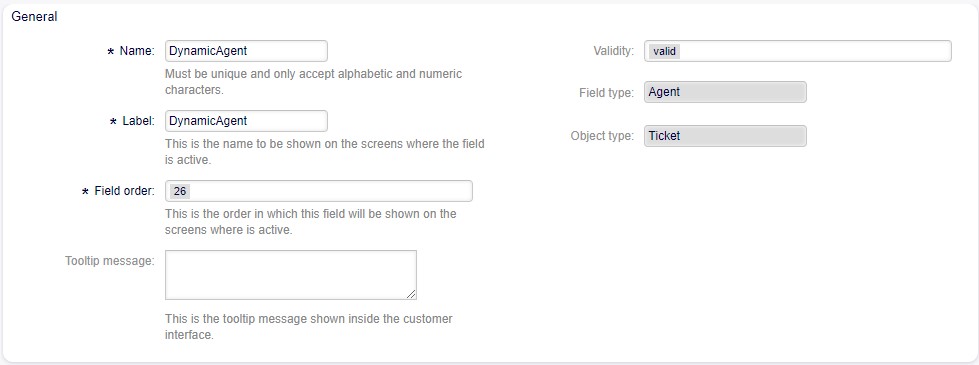 General
* Name: DynamicAgent
Must be unique and only accept alphabetic and numeric
characters.
* Label: DynamicAgent
This is the name to be shown on the screens where the field
is active.
* Field order: 26
This is the order in which this field will be shown on the
screens where is active.
Tooltip message:
This is the tooltip message shown inside the customer
interface.
Validity: valid
Field type: Agent
Object type: Ticket